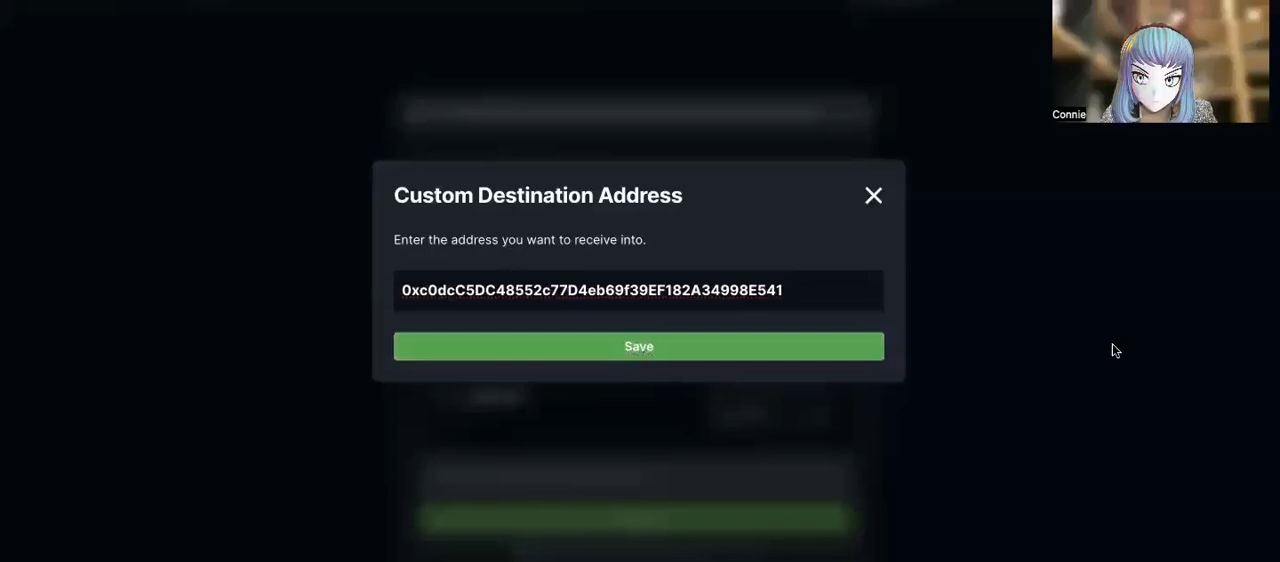 Connie
Custom Destination Address
Enter the address you want to receive into.
0xc0dcC5DC48552c77D4eb69f39EF182A34998E541
Save